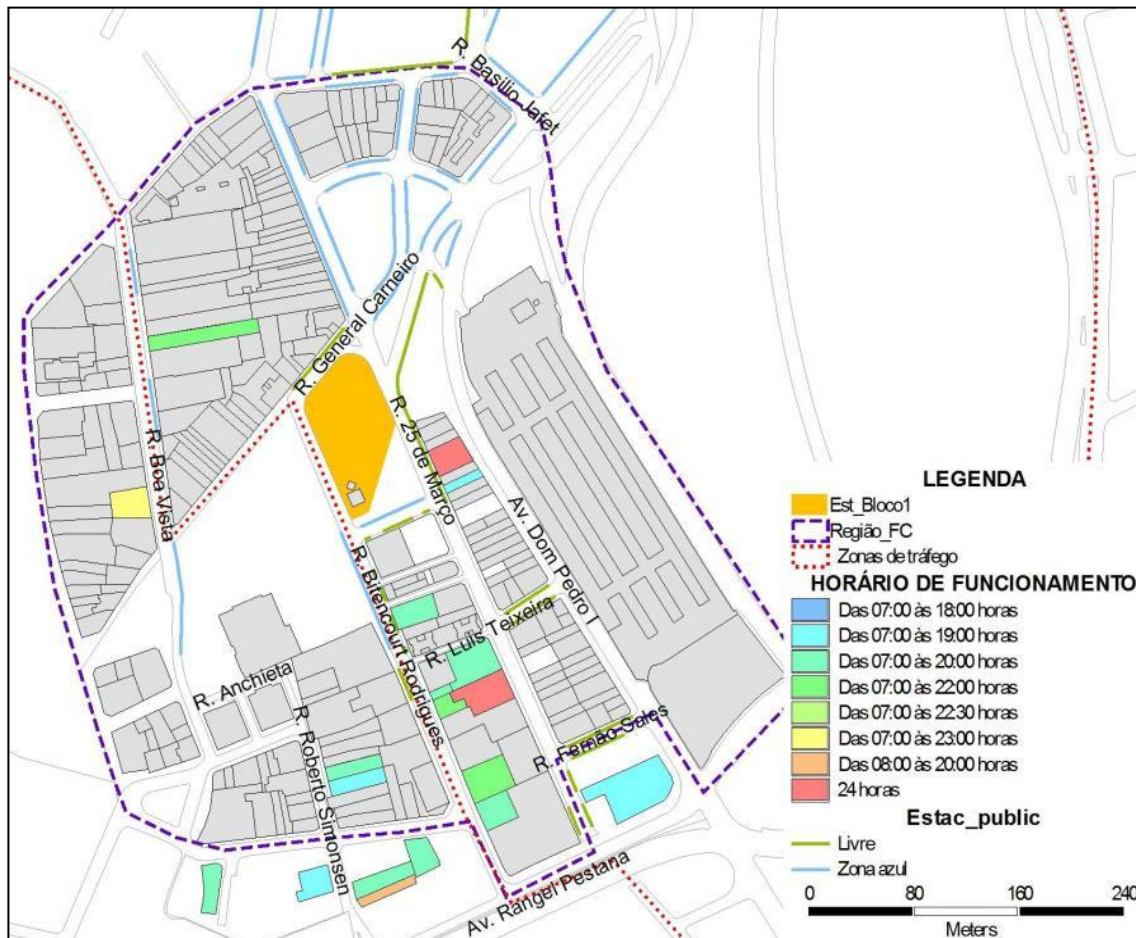 R. Basilio Jafet
R. General Carneiro
R. Boa Vista
R. 25 de Março
Av. Dom Pedro I
R. Bitencourt Rodrigues
R. Luis Teixeira
R. Anchieta
R. Roberto Simonsen
R. Fernão Sales
Av. Rangel Pestana
LEGENDA
Est_Bloco1
Região_FC
Zonas de tráfego
HORÁRIO DE FUNCIONAMENTO
Das 07:00 às 18:00 horas
Das 07:00 às 19:00 horas
Das 07:00 às 20:00 horas
Das 07:00 às 22:00 horas
Das 07:00 às 22:30 horas
Das 07:00 às 23:00 horas
Das 08:00 às 20:00 horas
24 horas
Estac_public
Livre
Zona azul
0 80 160 240
Meters